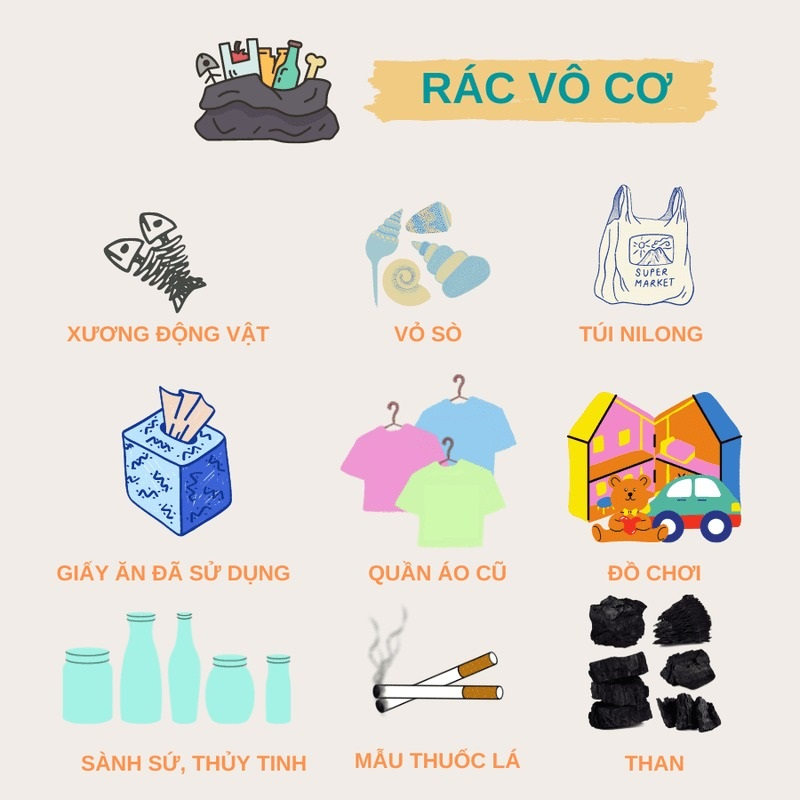 RÁC VÔ CƠ
SUPER
MARKET
XƯƠNG ĐỘNG VẬT
VỎ SÒ
TÚI NILONG
GIẤY ĂN ĐÃ SỬ DỤNG
QUẦN ÁO CŨ
ĐỒ CHƠI
SÀNH SỨ, THỦY TINH
MẪU THUỐC LÁ
THAN